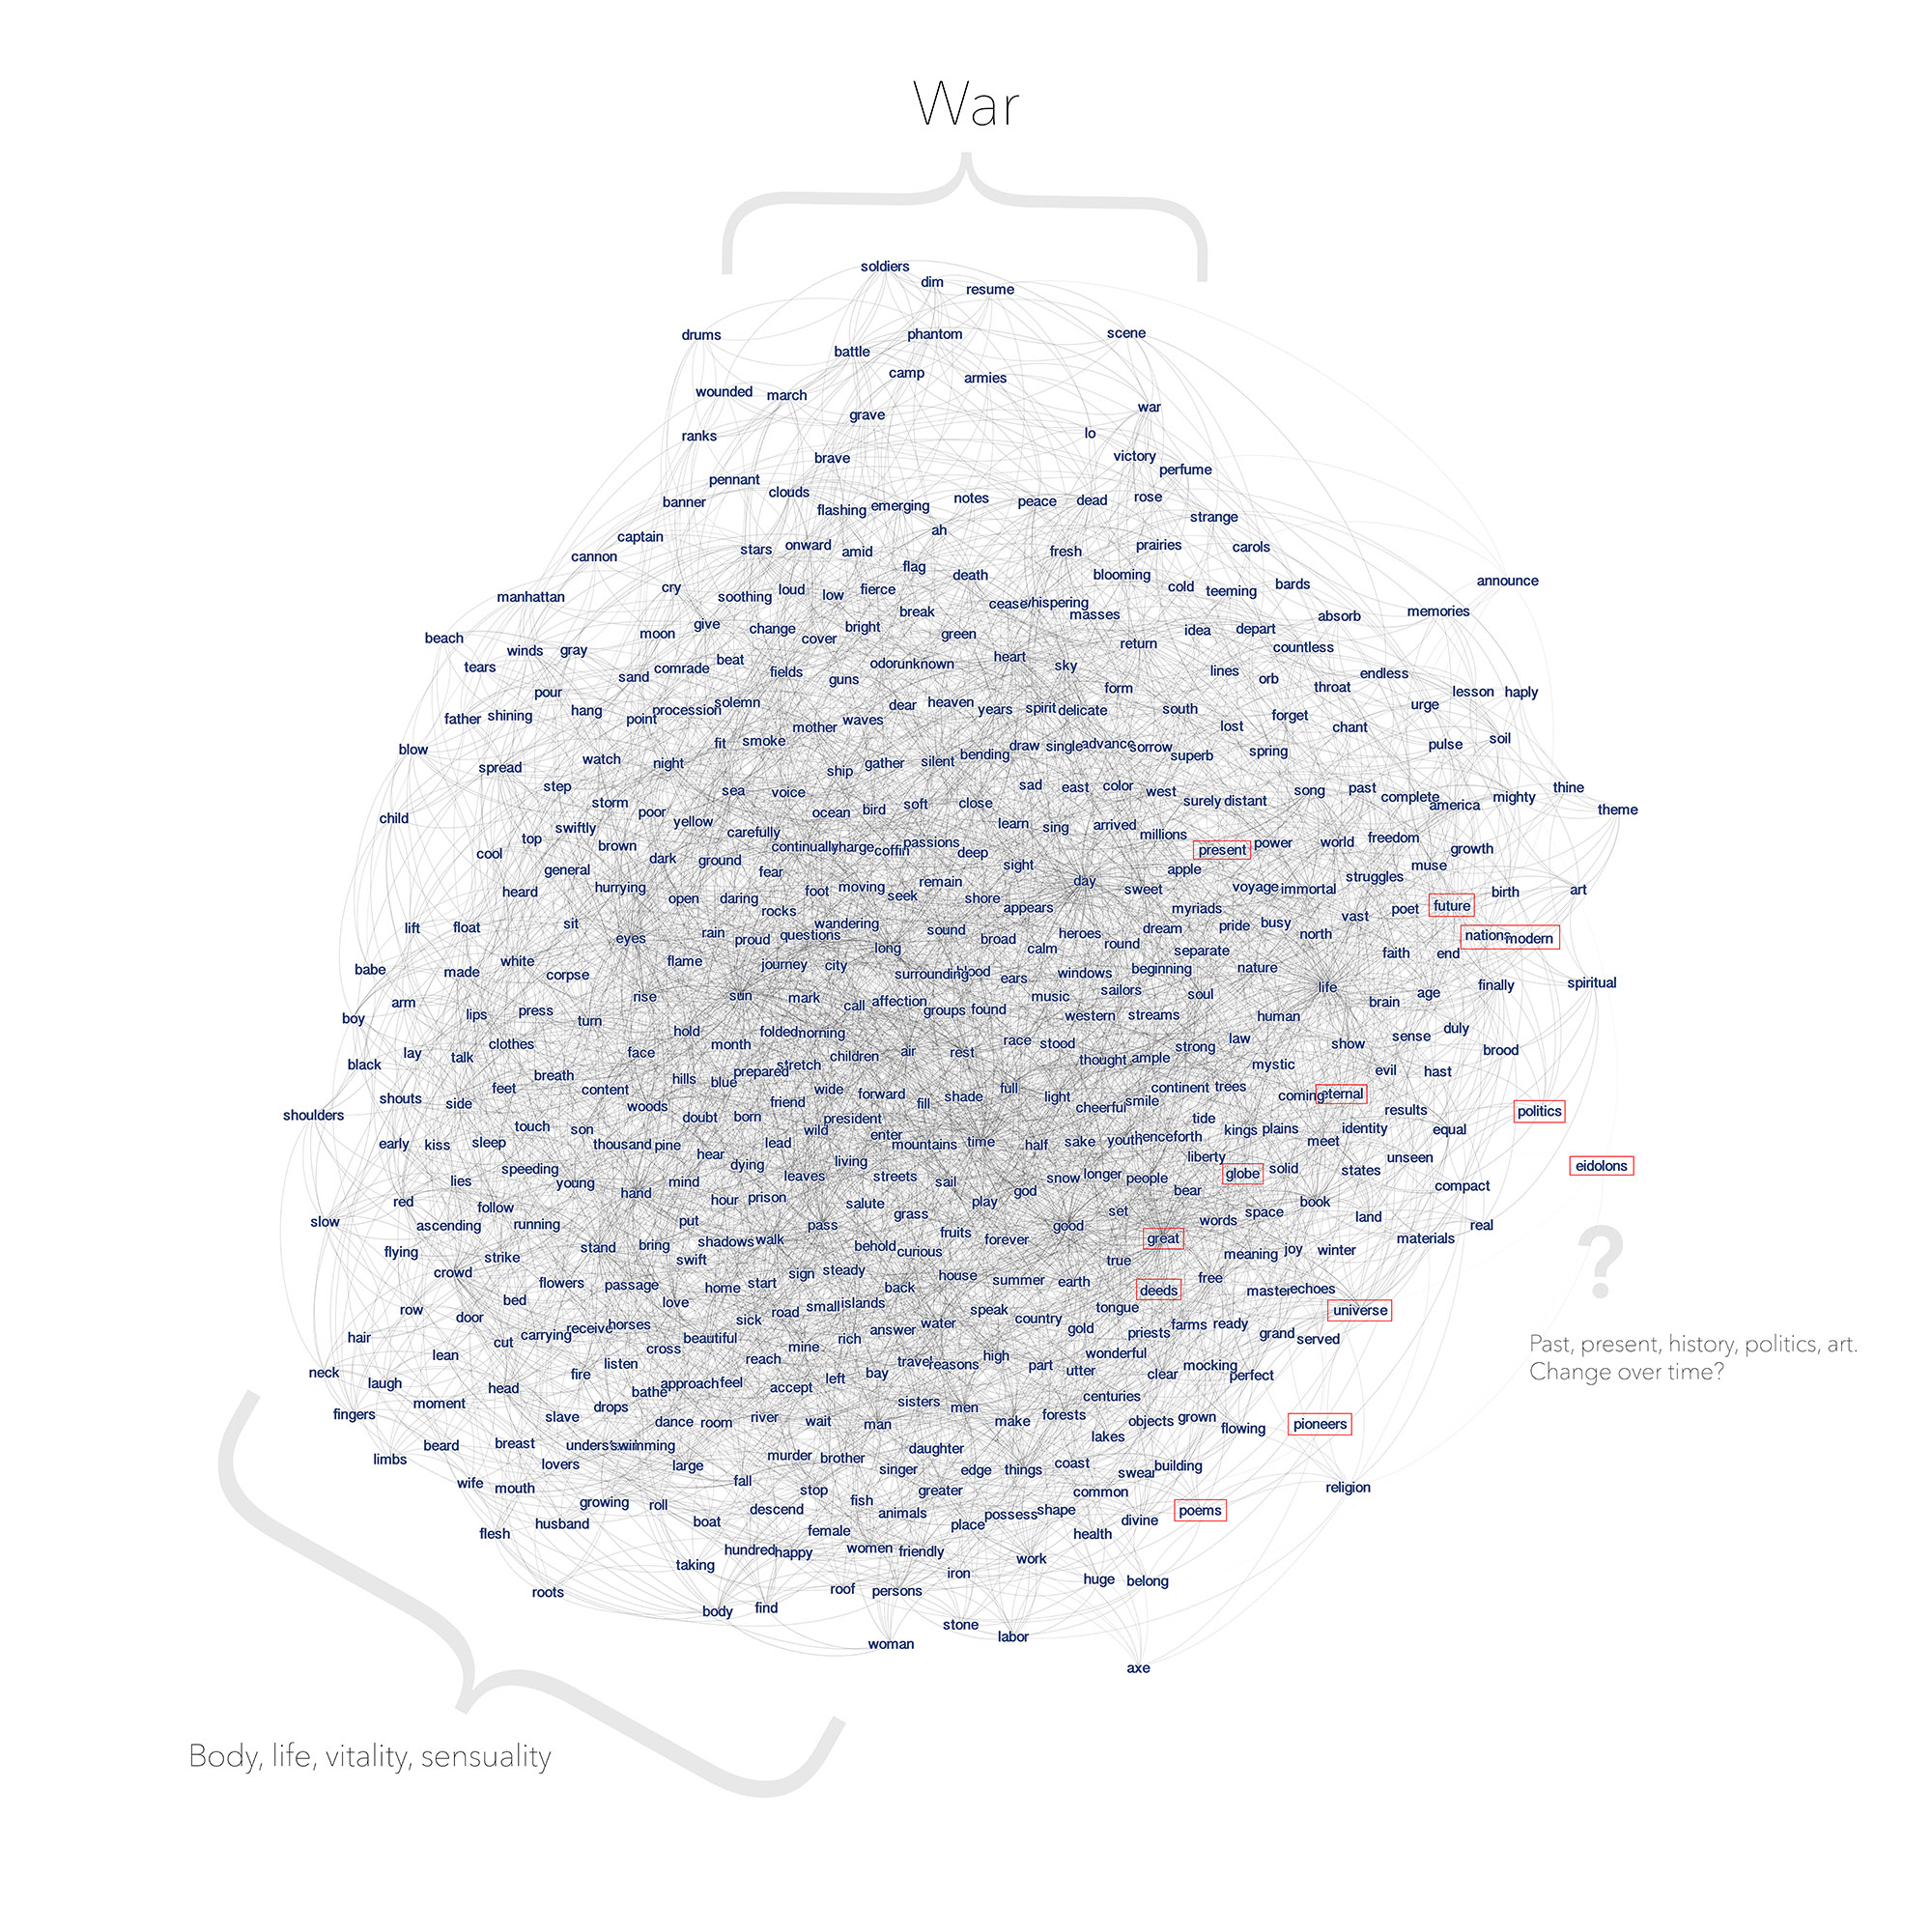 War
soldiers
dim
resume
drums
phantom
scene
battle
camp
armies
wounded
march
war
grave
lo
ranks
brave
victory
perfume
pennant
clouds
notes
peace
dead
rose
banner
flashing
emerging
strange
ah
captain
cannon
stars
onward
amid
fresh
prairies
carols
flag
death
blooming
cold
teeming
bards
announce
manhattan
cry
soothing
loud
low
fierce
cease
whispering
masses
break
absorb
memories
beach
moon
give
change
cover
bright
green
idea
depart
return
countless
winds
gray
tears
sand
comrade
beat
fields
guns
odor
unknown
heart
sky
lines
orb
throat
endless
pour
form
lesson
haply
father
shining
hang
point
procession
solemn
mother
waves
dear
heaven
years
spirit
delicate
south
lost
forget
chant
urge
blow
watch
night
fit
smoke
ship
gather
silent
bending
draw
single
advance
sorrow
superb
spring
pulse
soil
spread
step
storm
poor
sea
voice
ocean
bird
soft
close
sad
east
color
west
surely
distant
song
past
complete
america
mighty
thine
theme
child
top
swiftly
yellow
carefully
learn
sing
arrived
millions
cool
brown
dark
ground
continually
charge
coffin
passions
deep
sight
present
power
world
freedom
growth
general
fear
apple
struggles
muse
heard
hurrying
open
daring
foot
moving
seek
remain
shore
appears
day
sweet
voyage
immortal
birth
art
rocks
myriads
vast
poet
future
lift
float
sit
eyes
rain
proud
questions
wandering
long
sound
broad
calm
heroes
round
dream
pride
busy
north
nations
modern
separate
faith
end
babe
made
white
corpse
flame
journey
city
surrounding
blood
ears
windows
beginning
nature
life
brain
age
finally
spiritual
arm
rise
sun
mark
call
affection
groups
found
music
sailors
soul
boy
lips
press
turn
hold
folded
morning
western
streams
human
sense
duly
black
lay
talk
clothes
face
month
children
air
rest
race
stood
thought
ample
strong
law
show
mystic
brood
breath
prepared
stretch
evil
hast
shoulders
shouts
side
feet
content
hills
blue
wide
forward
fill
shade
full
light
cheerful
smile
continent
trees
coming
eternal
results
politics
woods
doubt
born
friend
president
touch
son
wild
enter
tide
kings
plains
identity
equal
early
kiss
sleep
thousand
pine
hear
lead
mountains
time
half
sake
youth
henceforth
meet
speeding
dying
living
liberty
globe
solid
states
unseen
eidolons
lies
young
hand
mind
leaves
streets
sail
god
snow
longer
people
bear
compact
red
follow
hour
prison
salute
play
book
slow
ascending
running
put
pass
grass
good
set
words
space
land
real
flying
strike
stand
bring
shadows
walk
behold
curious
fruits
forever
great
meaning
joy
winter
materials
crowd
swift
true
flowers
passage
home
start
sign
steady
back
house
summer
earth
deeds
free
master
echoes
row
door
bed
love
sick
road
small
islands
speak
country
tongue
universe
hair
cut
carrying
receive
horses
beautiful
mine
rich
answer
water
gold
priests
farms
ready
grand
served
Past, present, history, politics, art.
Change over time?
?
neck
lean
fire
listen
cross
reach
travel
reasons
high
part
utter
wonderful
clear
mocking
perfect
laugh
head
bathe
approach
feel
accept
left
bay
fingers
moment
slave
drops
dance
room
river
wait
man
sisters
men
make
forests
centuries
objects
grown
flowing
pioneers
limbs
beard
breast
swimming
lovers
large
murder
brother
daughter
singer
edge
things
coast
lakes
swear
building
religion
wife
mouth
growing
roll
fall
stop
fish
greater
common
poems
flesh
husband
boat
descend
female
animals
place
possess
shape
health
divine
taking
hundred
happy
women
friendly
work
roots
roof
persons
iron
huge
belong
body
find
woman
stone
labor
axe
Body, life, vitality, sensuality